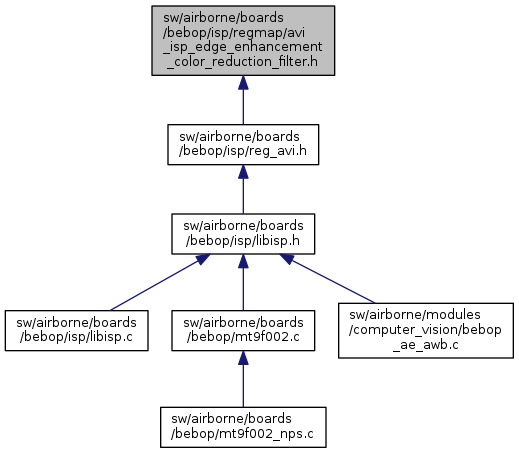 sw/airborne/boards
/bebop/isp/regmap/avi
_isp_edge_enhancement
_color_reduction_filter.h
sw/airborne/boards
/bebop/isp/reg_avi.h
sw/airborne/boards
/bebop/isp/libisp.h
sw/airborne/boards
/bebop/isp/libisp.c
sw/airborne/boards
/bebop/mt9f002.c
sw/airborne/modules
/computer_vision/bebop
_ae_awb.c
sw/airborne/boards
/bebop/mt9f002_nps.c